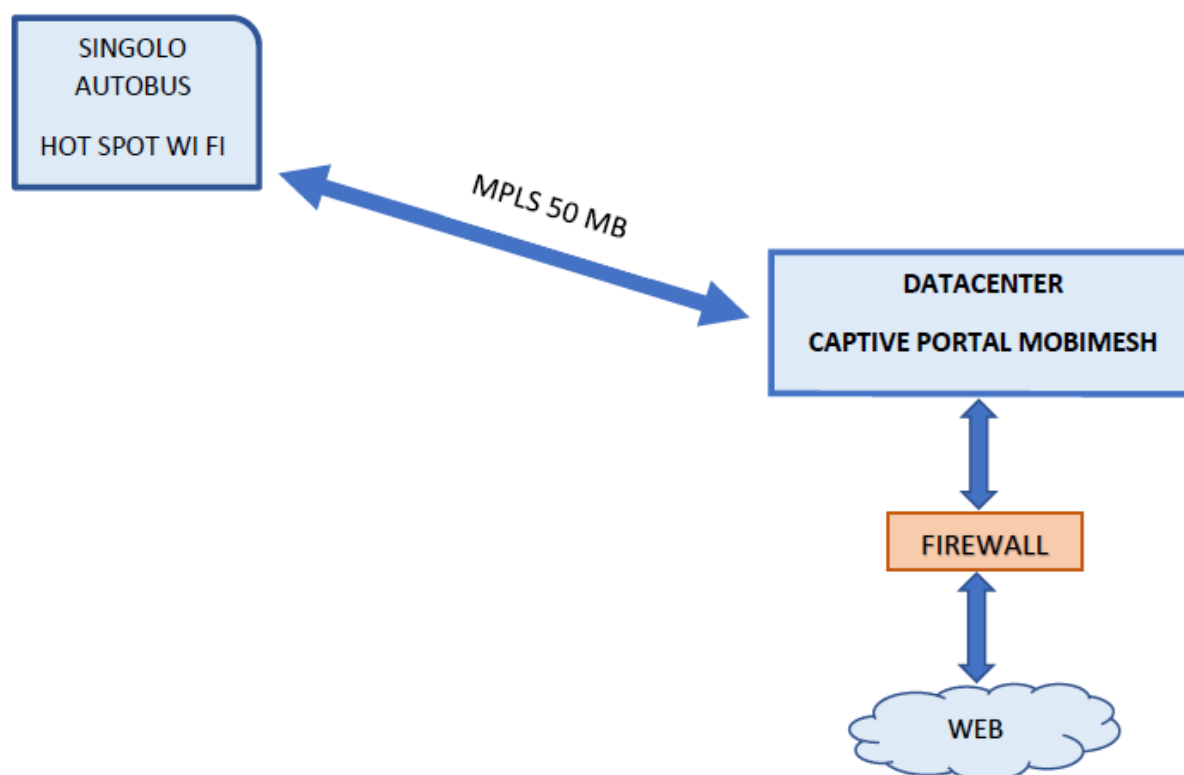 SINGOLO
AUTOBUS
HOT SPOT WI FI
MPLS 50 MB
DATACENTER
CAPTIVE PORTAL MOBIMESH
FIREWALL
WEB